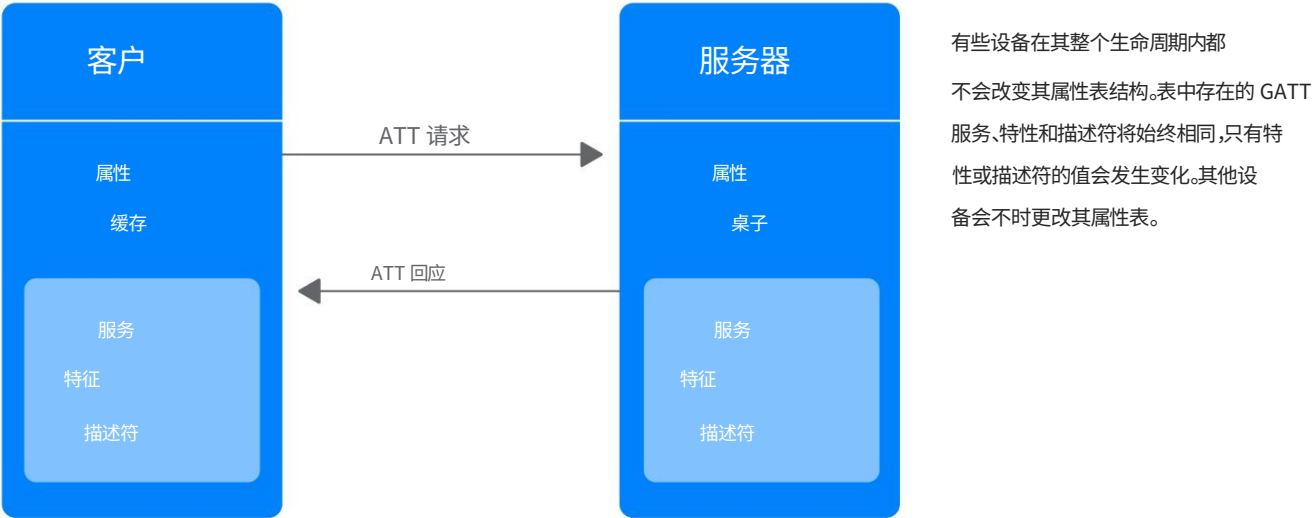 客户
属性
缓存
服务
特征
描述符
ATT 请求
ATT 回应
服务器
属性
桌子
服务
特征
描述符
有些设备在其整个生命周期内都
不会改变其属性表结构。表中存在的 GATT
服务、特性和描述符将始终相同,只有特
性或描述符的值会发生变化。其他设
备会不时更改其属性表。